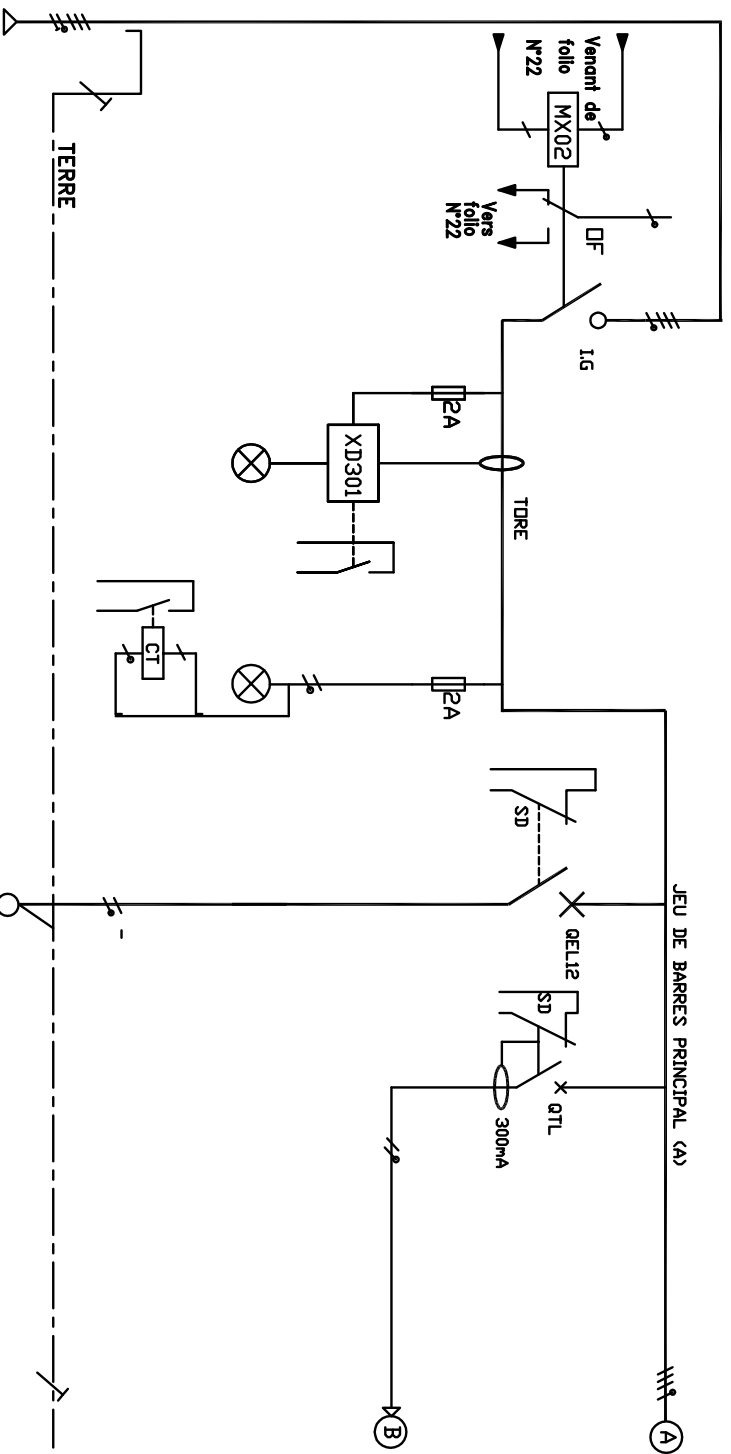 JEU DE BARRES PRINCIPAL (A)
A
Venant de
folio
N°22
MX02
Vers
folio
N°22
OF
I.G
2A
XD301
TORE
CT
2A
SD
QEL12
SD
QTL
300mA
B
TERRE